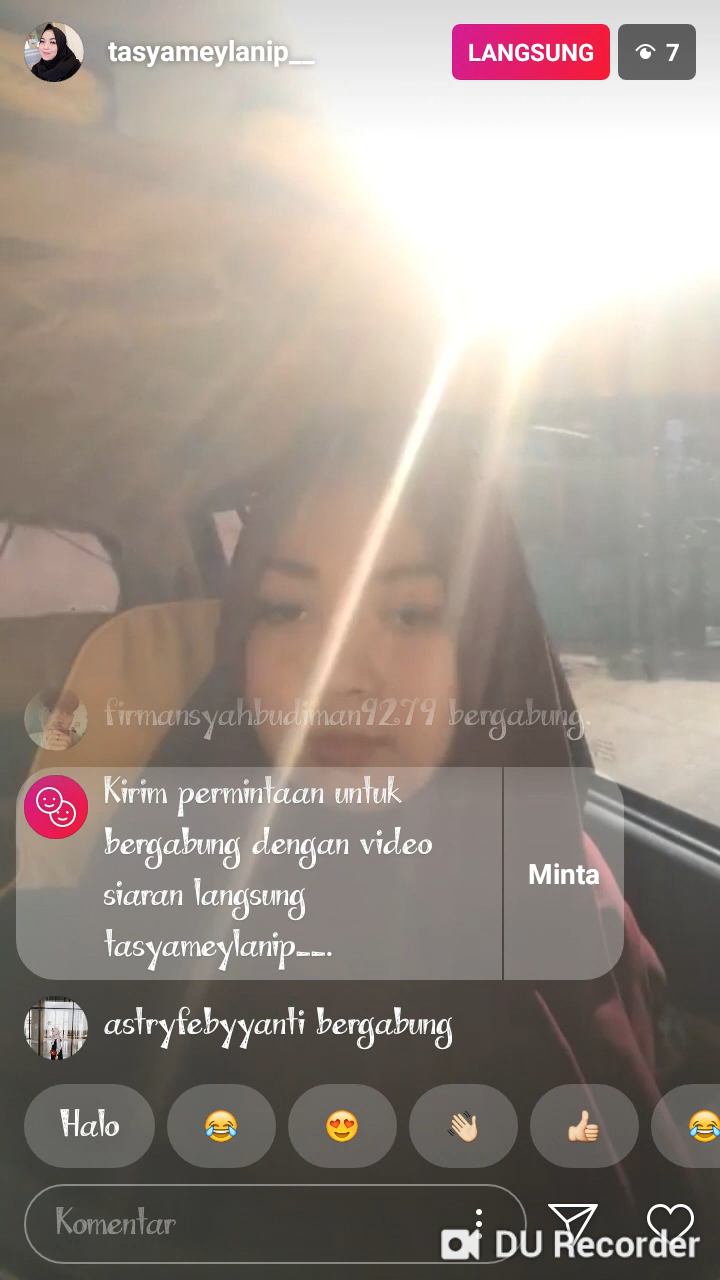 tasyameylanip__
LANGSUNG
7
firmansyahbudiman9279 bergabung.
Kirim permintaan untuk
bergabung dengan video
siaran langsung
tasyameylanip__.
Minta
astryfebyyanti bergabung
Halo
Komentar
DU Recorder